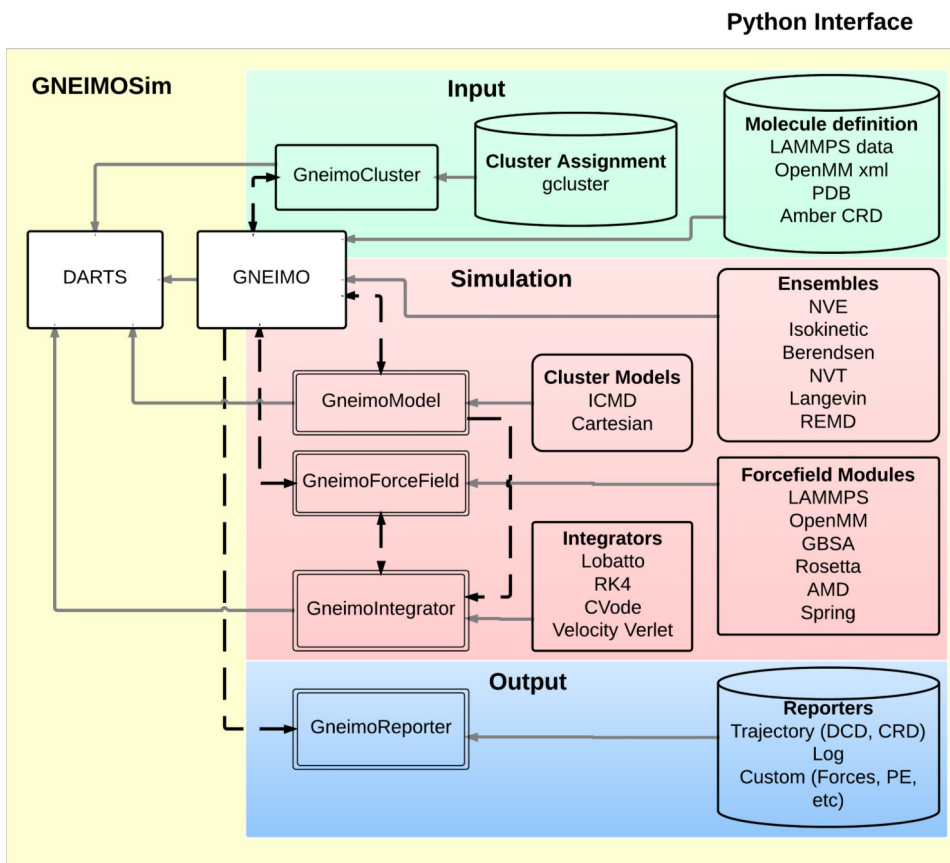 Python Interface
GNEIMOSim
Input
Molecule definition
LAMMPS data
OpenMM xml
PDB
Amber CRD
Cluster Assignment
gcluster
GneimoCluster
DARTS
GNEIMO
Simulation
Ensembles
NVE
Isokinetic
Berendsen
NVT
Langevin
REMD
Cluster Models
ICMD
Cartesian
GneimoModel
GneimoForceField
Forcefield Modules
LAMMPS
OpenMM
GBSA
Rosetta
AMD
Spring
Integrators
Lobatto
RK4
CVode
Velocity Verlet
GneimoIntegrator
Output
GneimoReporter
Reporters
Trajectory (DCD, CRD)
Log
Custom (Forces, PE,
etc)